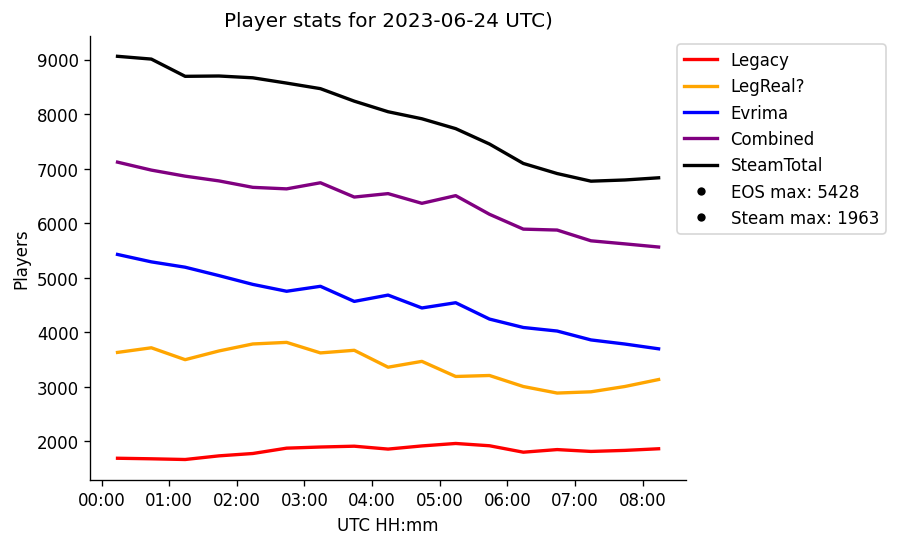 Player stats for 2023-06-24 UTC)
Legacy
LegReal?
Evrima
Combined
SteamTotal
EOS max: 5428
Steam max: 1963
Players
9000
8000
7000
6000
5000
4000
3000
2000
00:00 01:00 02:00 03:00 04:00 05:00 06:00 07:00 08:00
UTC HH:mm